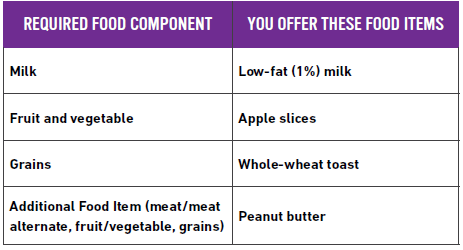 REQUIRED FOOD COMPONENT
YOU OFFER THESE FOOD ITEMS
Milk
Low-fat (1%) milk
Fruit and vegetable
Apple slices
Grains
Whole-wheat toast
Additional Food Item (meat/meat
alternate, fruit/vegetable, grains)
Peanut butter